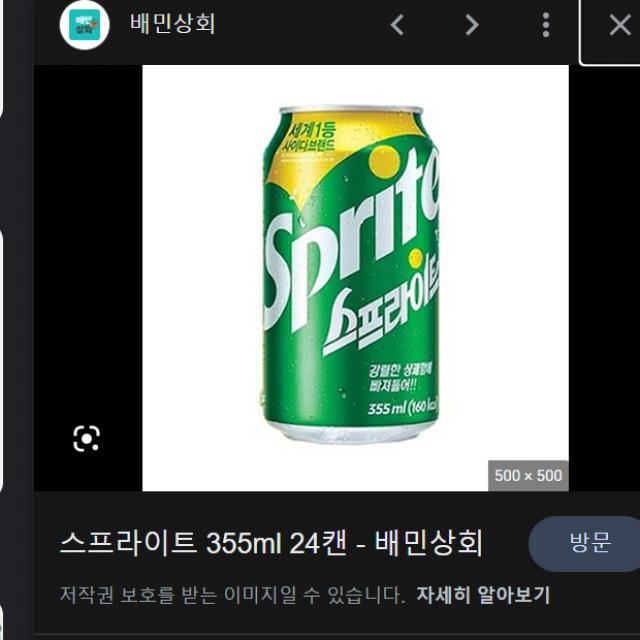 배민상회
세계1등
사이다브랜드
Sprite
스프라이트
강렬한 상쾌함에
빠져들어!!
355 ml (160 kcal
500 × 500
스프라이트 355ml 24캔 - 배민상회
방문
저작권 보호를 받는 이미지일 수 있습니다. 자세히 알아보기